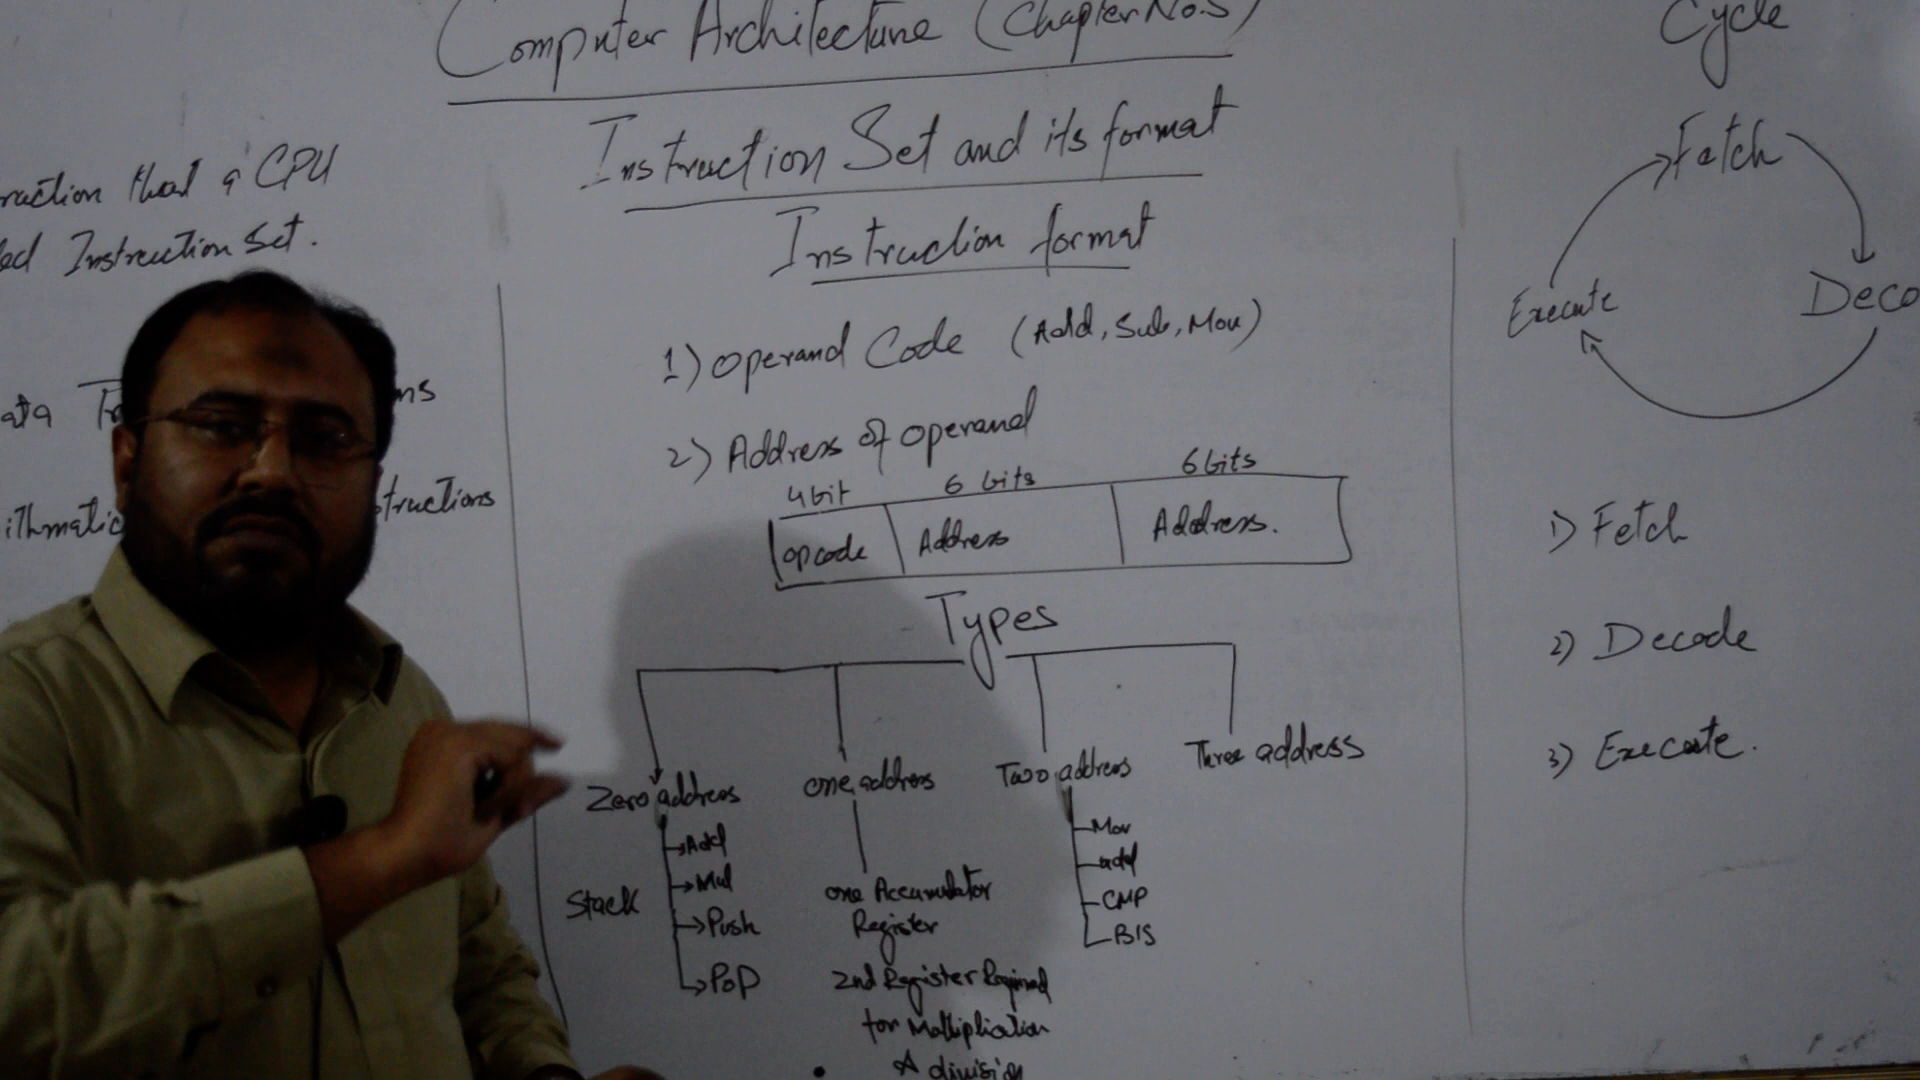 Computer Architecture (Chapter No.5)
Instruction Set and its format
Instruction format
1) Operand Code (Add, Sub, Mov)
2) Address of operand
4 bit 6 bits 6 bits
opcode Address Address.
Types
Zero address one address Two address Three address
Stack
Add
Mul
Push
PoP
one Accumulator
Register
2nd Register Required
for Multiplication
& division
Mov
add
CMP
BIS
raction that a CPU
ed Instruction Set.
ata Tr ns
ithmatic structions
Cycle
Fetch
Deco
Execute
1) Fetch
2) Decode
3) Execute.